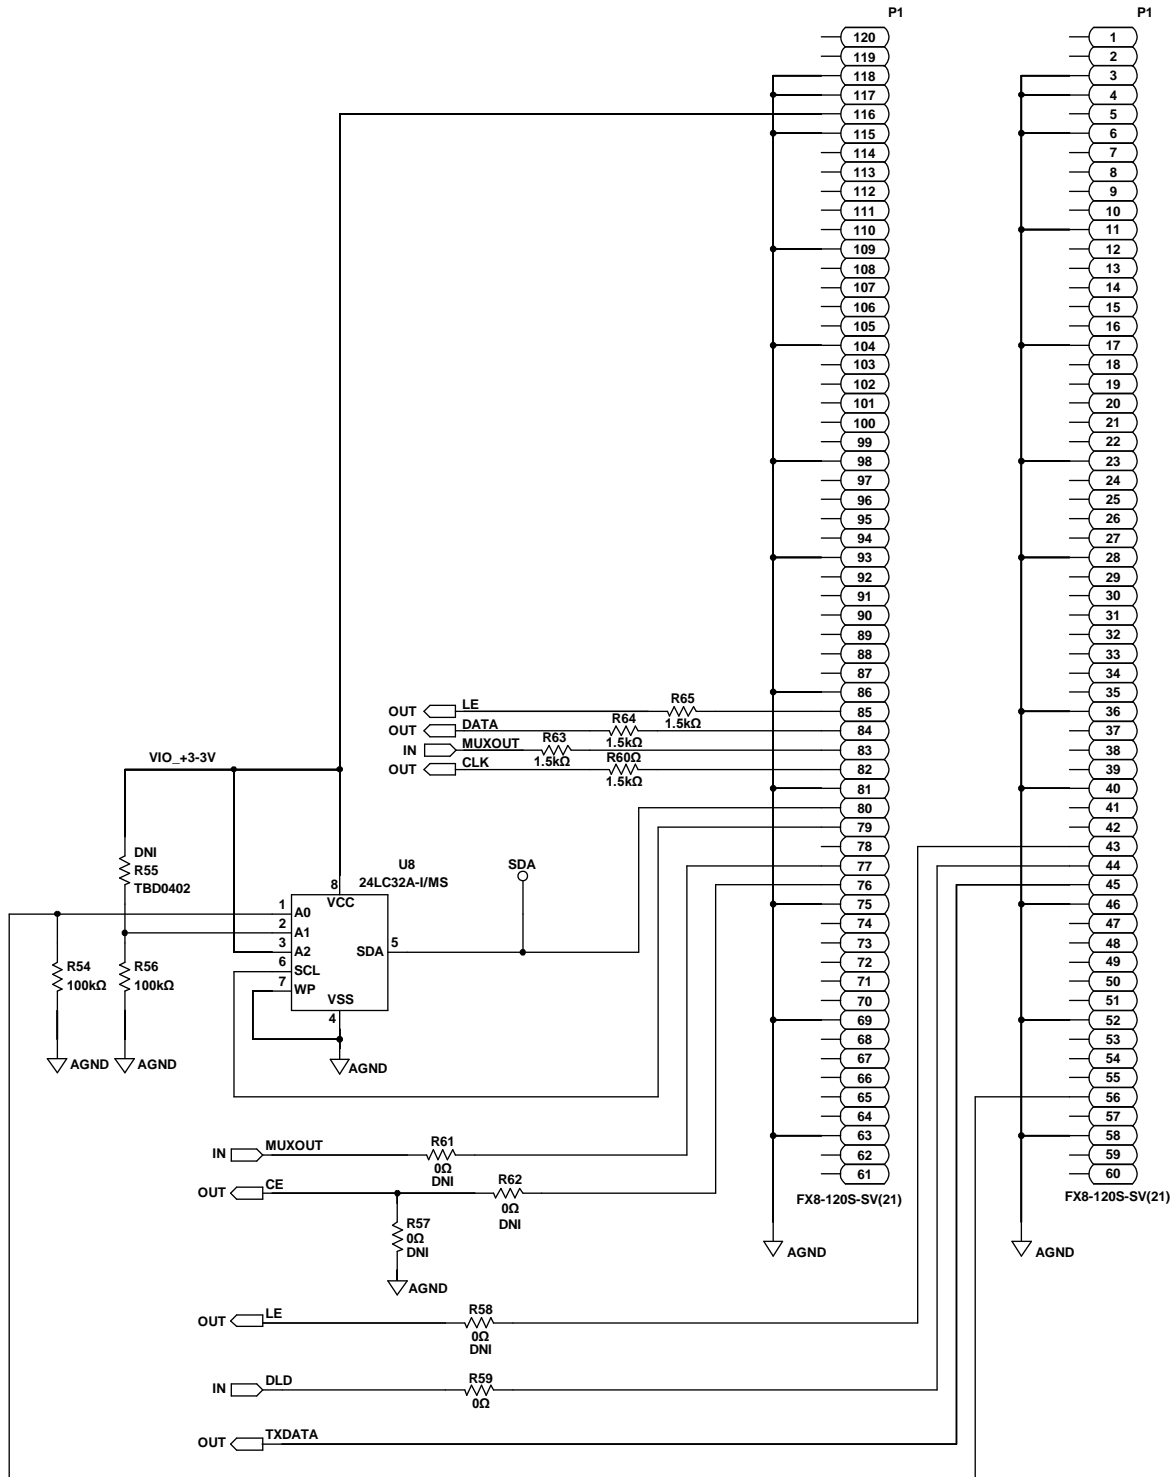 P1 P1
120 1
119 2
118 3
117 4
116 5
115 6
114 7
113 8
112 9
111 10
110 11
109 12
108 13
107 14
106 15
105 16
104 17
103 18
102 19
101 20
100 21
99 22
98 23
97 24
96 25
95 26
94 27
93 28
92 29
91 30
90 31
89 32
88 33
87 34
86 35
OUT LE R65 1.5kΩ 85 36
OUT DATA R64 1.5kΩ 84 37
IN MUXOUT R63 1.5kΩ 83 38
OUT CLK R60Ω 1.5kΩ 82 39
VIO_+3-3V
81 40
80 41
79 42
78 43
77 44
76 45
75 46
74 47
73 48
72 49
71 50
70 51
69 52
68 53
67 54
66 55
65 56
64 57
63 58
62 59
61 60
FX8-120S-SV(21) FX8-120S-SV(21)
AGND AGND
DNI
R55
TBD0402
U8
24LC32A-I/MS
SDA
8
VCC
1 A0
2 A1
3 A2
6 SCL
7 WP
SDA 5
VSS
4
R54
100kΩ
R56
100kΩ
AGND AGND AGND
IN MUXOUT R61
0Ω
DNI
OUT CE R62
0Ω
DNI
R57
0Ω
DNI
AGND
OUT LE R58
0Ω
DNI
IN DLD R59
0Ω
OUT TXDATA